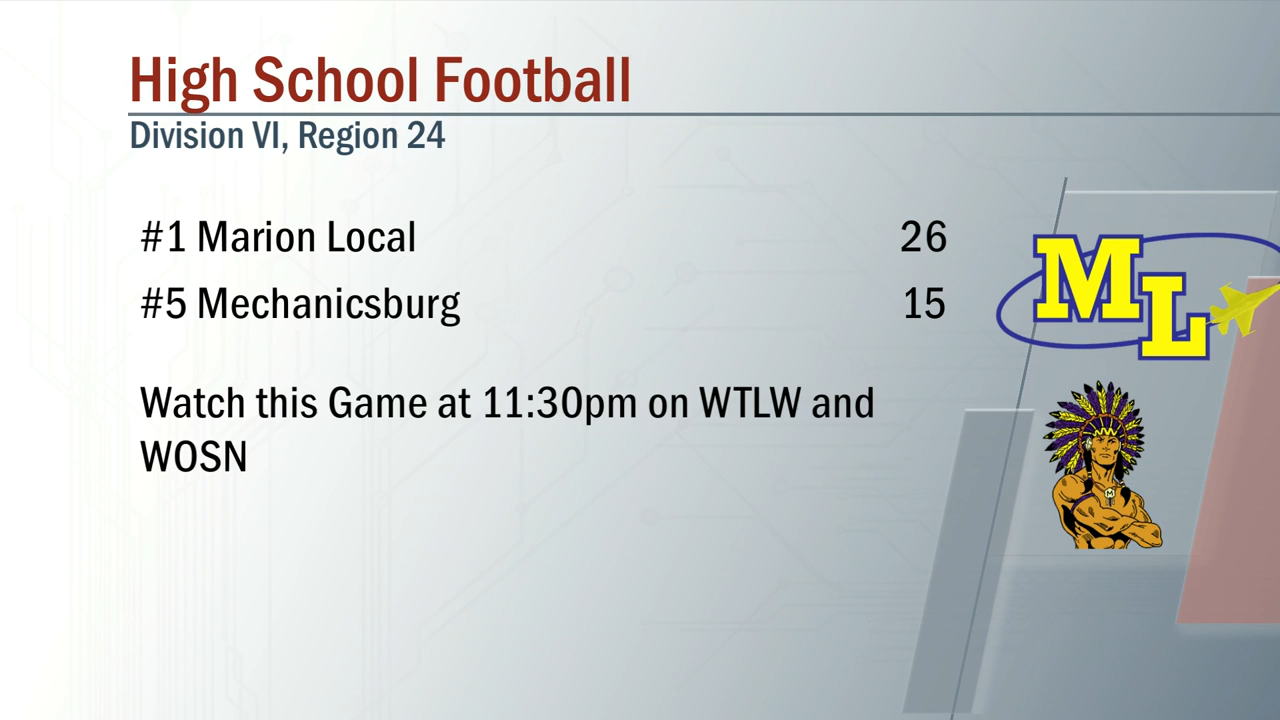 High School Football
Division VI, Region 24
#1 Marion Local 26
#5 Mechanicsburg 15
Watch this Game at 11:30pm on WTLW and
WOSN
ML
M